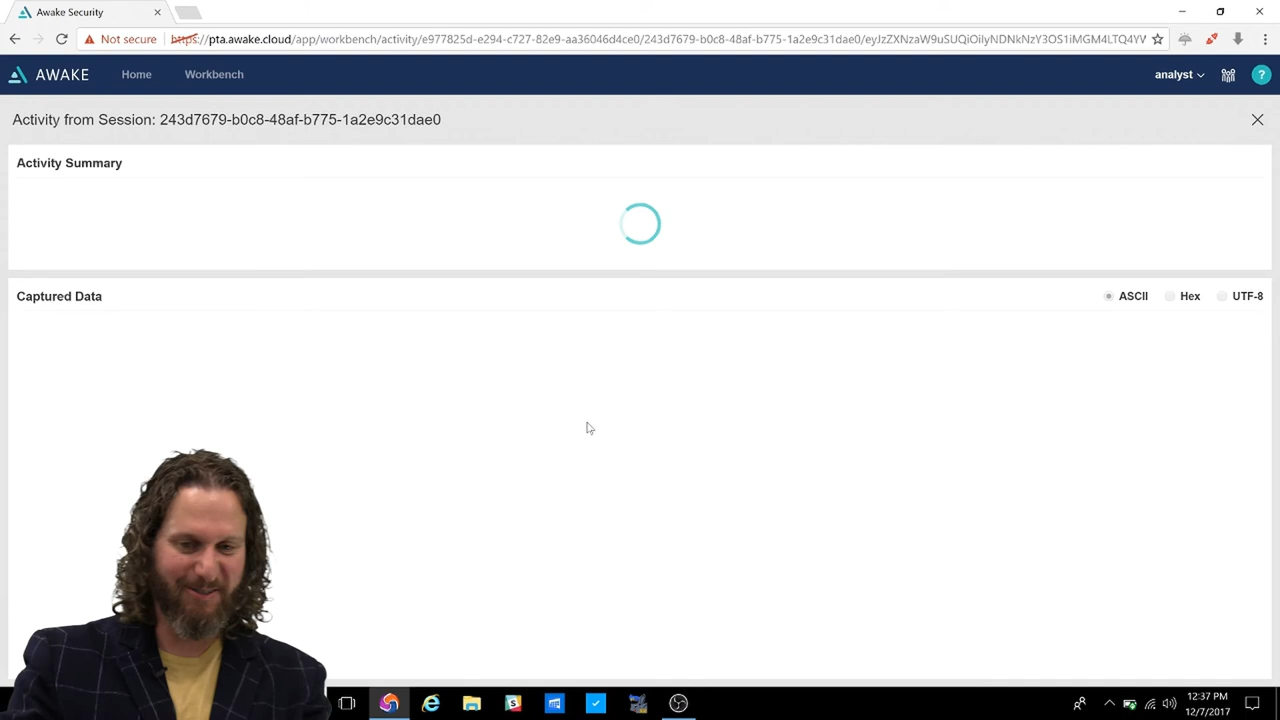 Awake Security
Not secure https://pta.awake.cloud/app/workbench/activity/e977825d-e294-c727-82e9-aa36046d4ce0/243d7679-b0c8-48af-b775-1a2e9c31dae0/
AWAKE Home Workbench analyst ?
Activity from Session: 243d7679-b0c8-48af-b775-1a2e9c31dae0
Activity Summary
Captured Data ASCII Hex UTF-8
12:37 PM
12/7/2017